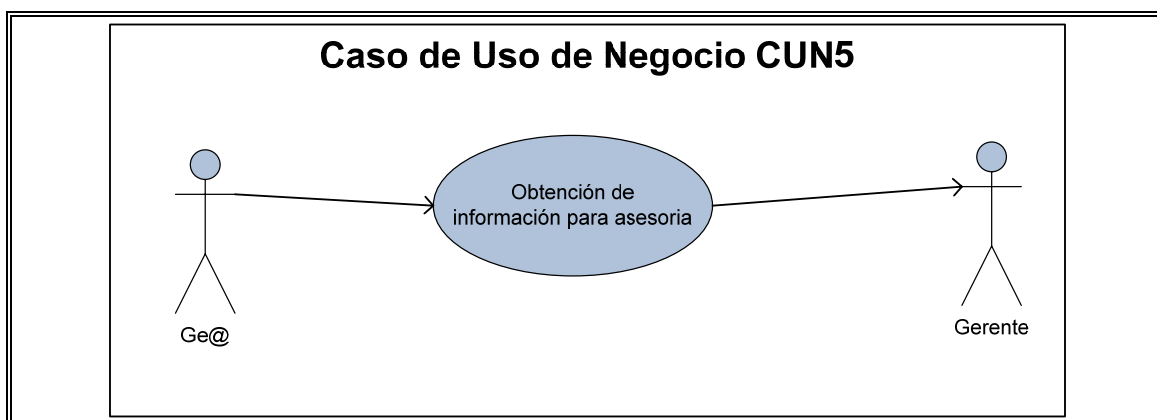 Caso de Uso de Negocio CUN5
Obtención de
información para asesoria
Ge@
Gerente